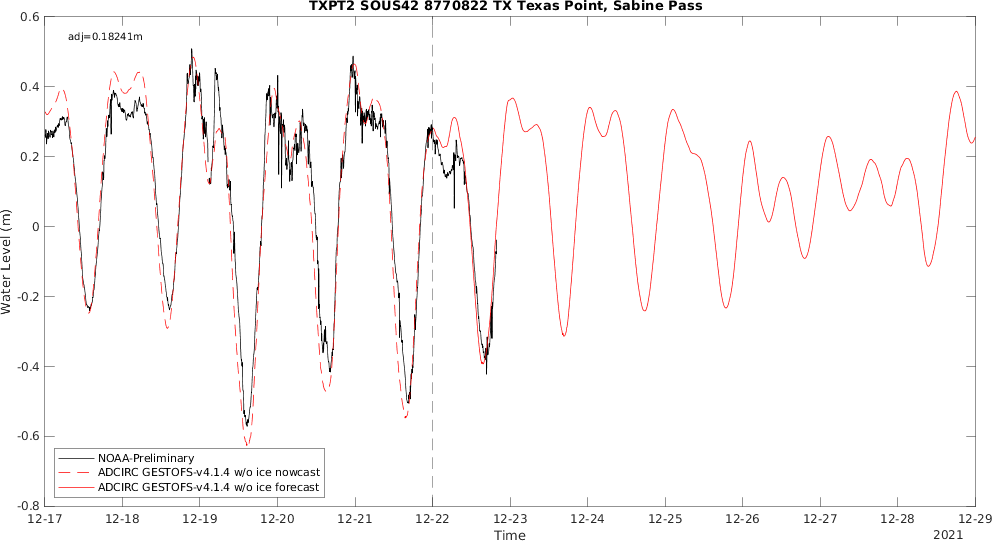 TXPT2 SOUS42 8770822 TX Texas Point, Sabine Pass
adj=0.18241m
0.6
0.4
0.2
0
-0.2
-0.4
-0.6
-0.8
Water Level (m)
NOAA-Preliminary
ADCIRC GESTOFS-v4.1.4 w/o ice nowcast
ADCIRC GESTOFS-v4.1.4 w/o ice forecast
12-17 12-18 12-19 12-20 12-21 12-22 12-23 12-24 12-25 12-26 12-27 12-28 12-29
Time
2021